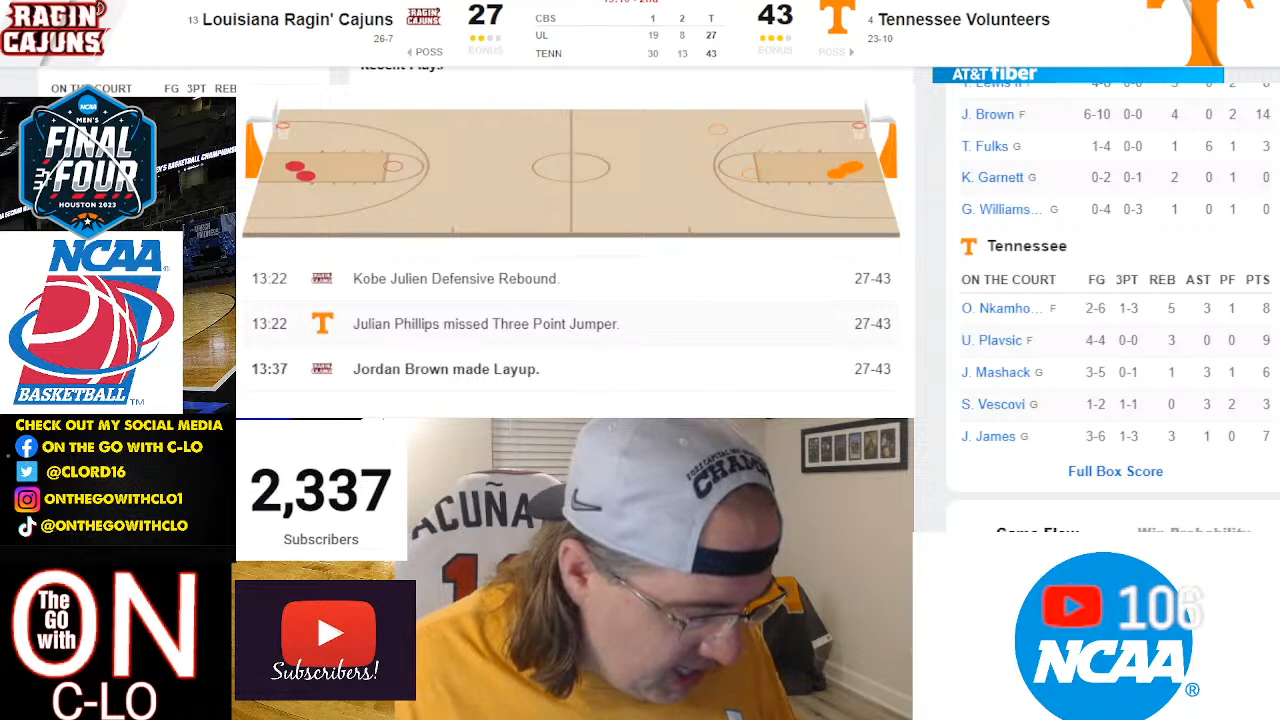 RAGIN'
CAJUNS
13 Louisiana Ragin' Cajuns
26-7
RAGIN'
CAJUNS
POSS
27
BONUS
CBS 1 2 T
UL 19 8 27
TENN 30 13 43
43
BONUS
T
4 Tennessee Volunteers
23-10
POSS
T
AT&T fiber
ON THE COURT FG 3PT REB
Recent Plays
J. Brown F 6-10 0-0 4 0 2 14
T. Fulks G 1-4 0-0 1 6 1 3
K. Garnett G 0-2 0-1 2 0 1 0
G. Williams... G 0-4 0-3 1 0 1 0
T Tennessee
ON THE COURT FG 3PT REB AST PF PTS
O. Nkamho... F 2-6 1-3 5 3 1 8
U. Plavsic F 4-4 0-0 3 0 0 9
J. Mashack G 3-5 0-1 1 3 1 6
S. Vescovi G 1-2 1-1 0 3 2 3
J. James G 3-6 1-3 3 1 0 7
Full Box Score
13:22 Kobe Julien Defensive Rebound. 27-43
13:22 T Julian Phillips missed Three Point Jumper. 27-43
13:37 Jordan Brown made Layup. 27-43
NCAA
MEN'S
FINAL
FOUR
HOUSTON 2023
NCAA
BASKETBALL TM
CHECK OUT MY SOCIAL MEDIA
ON THE GO WITH C-LO
@CLORD16
ONTHEGOWITHCLO1
@ONTHEGOWITHCLO
The
GO
with
ON
C-LO
2,337
Subscribers
Subscribers!
ACUÑA
CHAMP
106
NCAA®